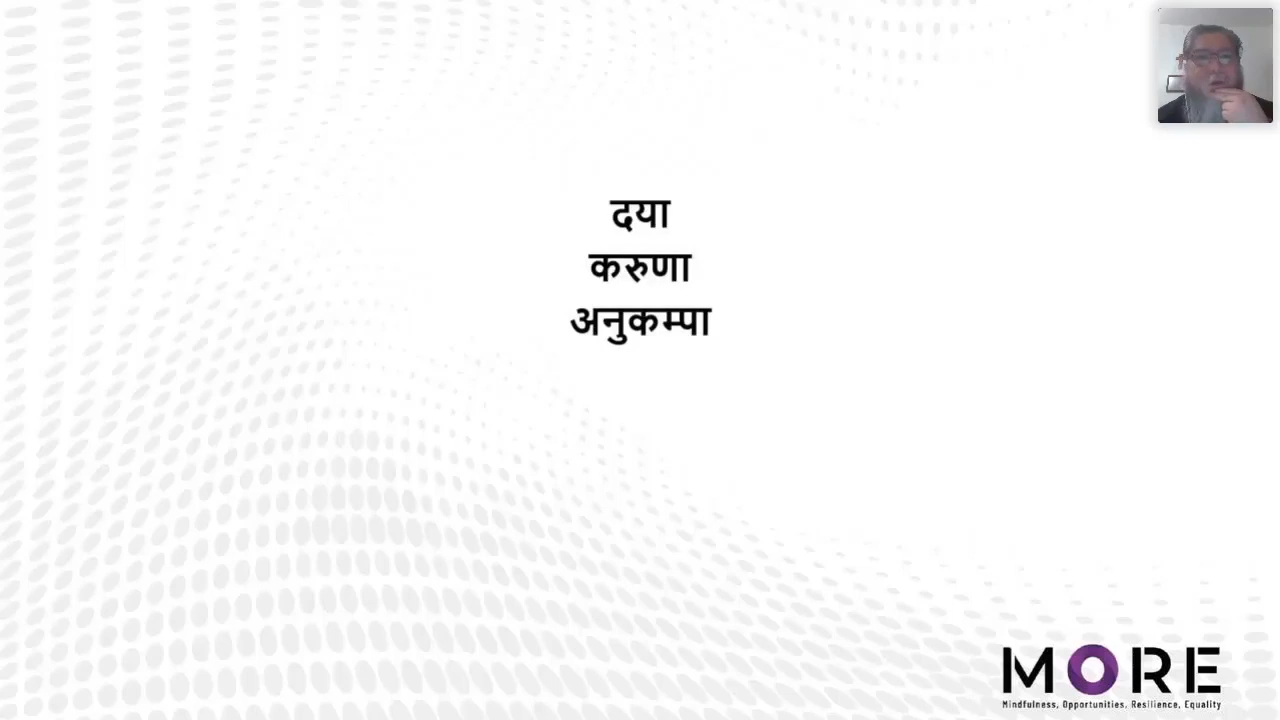 दया
करुणा
अनुकम्पा
MORE
Mindfulness, Opportunities, Resilience, Equality